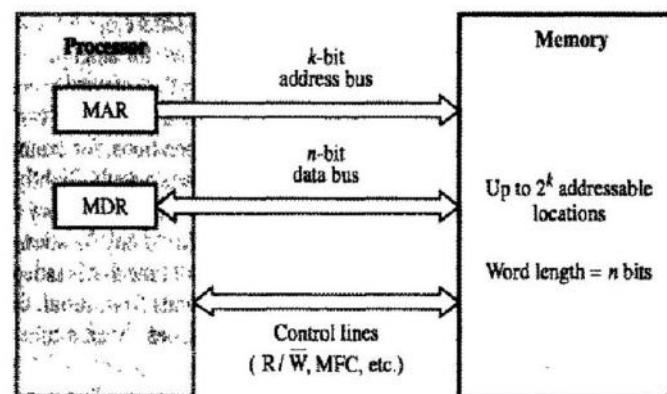 Processor
MAR
MDR
k-bit
address bus
n-bit
data bus
Control lines
( R / W̅, MFC, etc.)
Memory
Up to 2^k addressable
locations
Word length = n bits